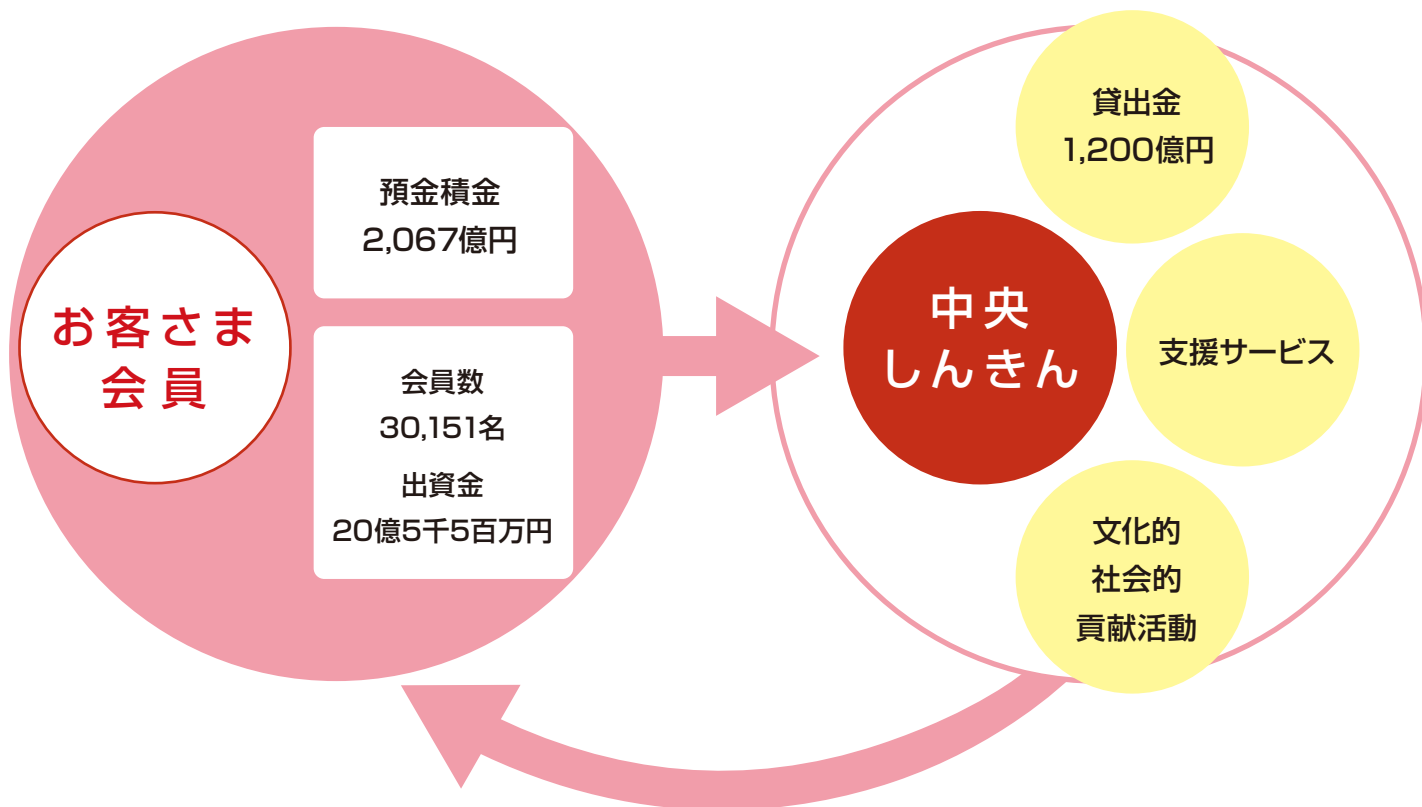 お客さま
会員
預金積金
2,067億円
会員数
30,151名
出資金
20億5千5百万円
中央
しんきん
貸出金
1,200億円
支援サービス
文化的
社会的
貢献活動